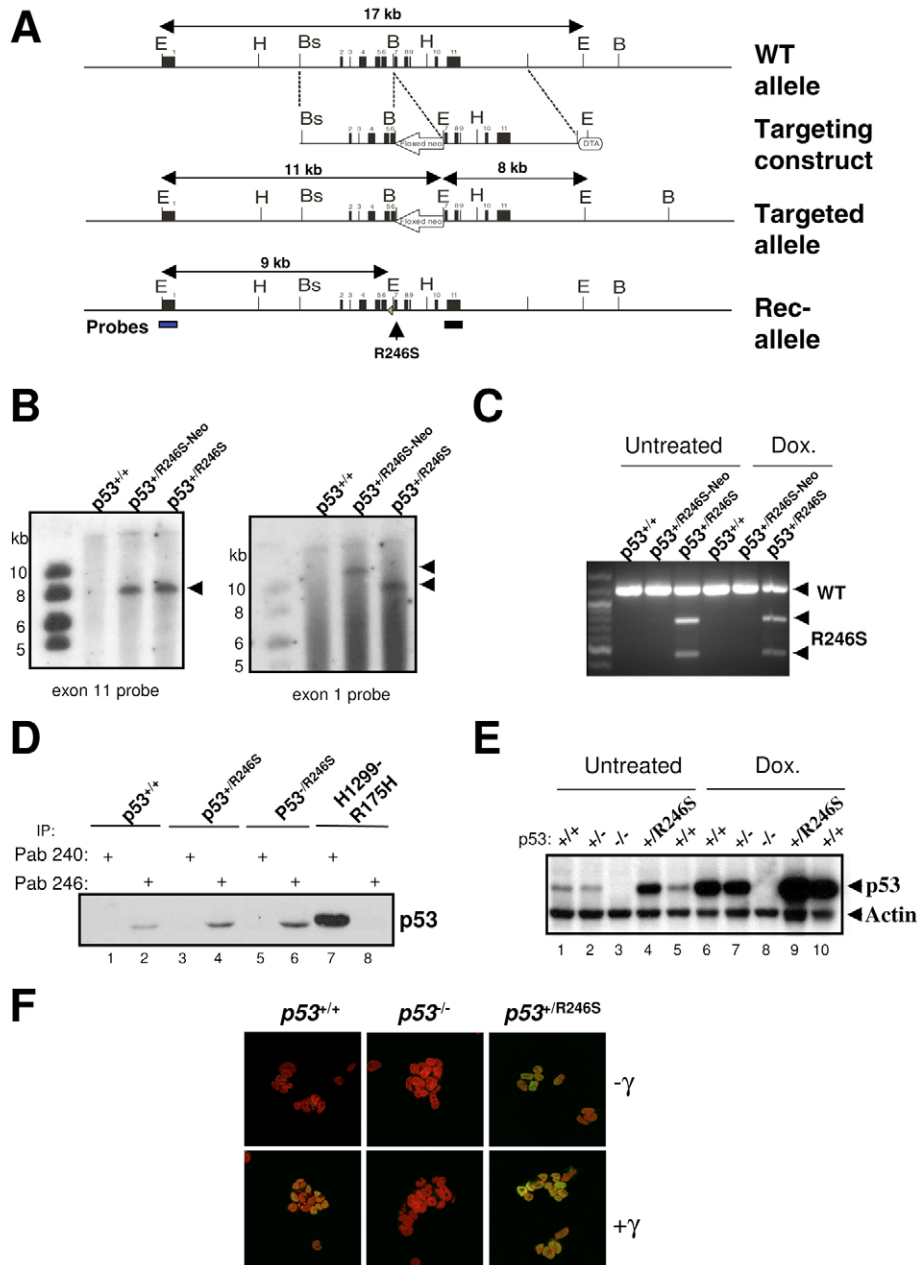 A
17 kb
E 1 H Bs B H E B
2 3 4 5 6 7 8 9 10 11
WT allele
Bs B E H E
2 3 4 5 6 Floxed neo 7 8 9 10 11 DTA
Targeting construct
11 kb 8 kb
E 1 H Bs B E H E B
2 3 4 5 6 Floxed neo 7 8 9 10 11
Targeted allele
9 kb
E 1 H Bs E H E B
2 3 4 5 6 7 8 9 10 11
Rec-allele
Probes
R246S
B
p53+/+ p53+/R246S-Neo p53+/R246S
kb
10
8
6
5
exon 11 probe
p53+/+ p53+/R246S-Neo p53+/R246S
kb
10
8
6
5
exon 1 probe
C
Untreated Dox.
p53+/+ p53+/R246S-Neo p53+/R246S p53+/+ p53+/R246S-Neo p53+/R246S
WT
R246S
D
p53+/+ p53+/R246S P53-/R246S H1299-R175H
IP:
Pab 240: + + + +
Pab 246: + + + +
p53
1 2 3 4 5 6 7 8
E
Untreated Dox.
p53: +/+ +/- -/- +/R246S +/+ +/+ +/- -/- +/R246S +/+
p53
Actin
1 2 3 4 5 6 7 8 9 10
F
p53+/+ p53-/- p53+/R246S
-γ
+γ